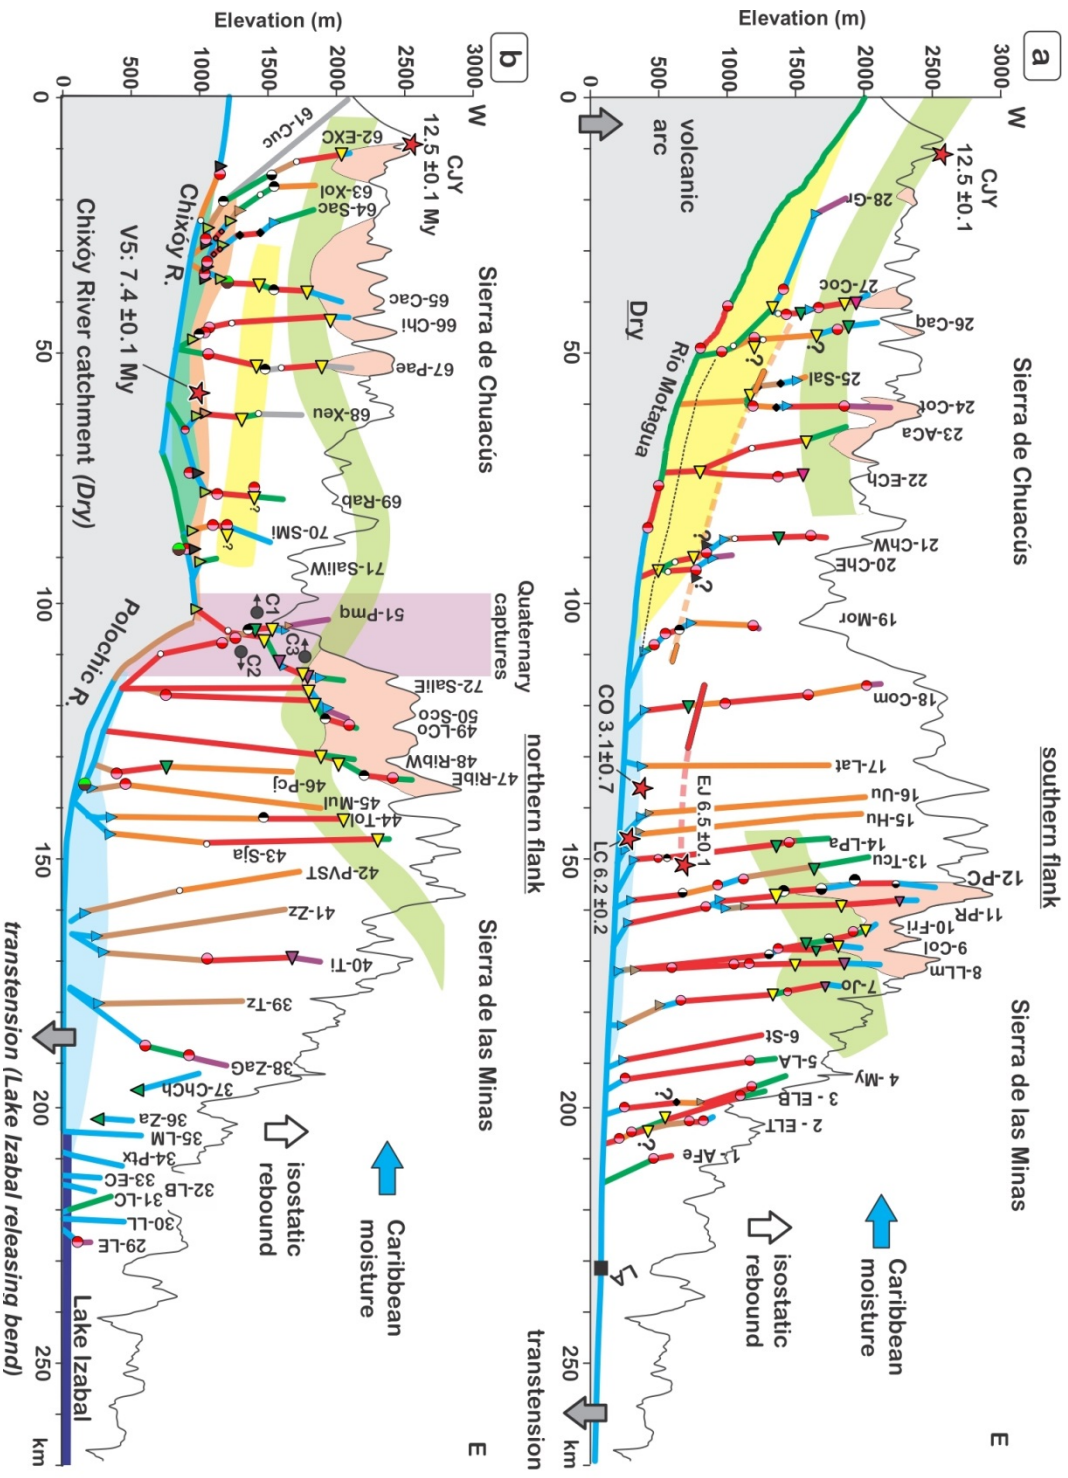 a
Elevation (m)
0
500
1000
1500
2000
2500
3000
W
E
Sierra de Chuacús
southern flank
Sierra de las Minas
CJY
12.5 ±0.1
volcanic
arc
Dry
Río Motagua
28-Gr
27-Coc
26-Caq
25-Sal
24-Cot
23-ACa
22-ECh
21-ChW
20-ChE
19-Mor
18-Com
17-Lat
16-Uu
15-Hu
14-LPa
13-Tcu
12-PC
11-PR
10-Fri
9-Col
8-LLm
7-Jo
6-St
5-LA
4-My
3 - ELB
2 - ELT
1 - AFe
?
?
?
?
?
?
CO 3.1±0.7
EJ 6.5 ±0.1
LC 6.2 ±0.2
LA
isostatic
rebound
Caribbean
moisture
transtension
0
50
100
150
200
250
km
b
Elevation (m)
0
500
1000
1500
2000
2500
3000
W
E
Sierra de Chuacús
Quaternary
captures
northern flank
Sierra de las Minas
CJY
12.5 ±0.1 My
61-Cuc
62-EXC
63-Xol
64-Sac
65-Cac
66-Chi
67-Pae
68-Xeu
69-Rab
70-SMi
71-SaliW
51-Pmq
72-SaliE
50-Sco
49-LCo
48-RibW
47-RibE
46-Pcj
45-Mul
44-Tol
43-Sja
42-PVST
41-Zz
40-Ti
39-Tz
38-ZaG
37-ChCh
36-Za
35-LM
34-Ptx
33-EC
32-LB
31-LC
30-LL
29-LE
?
?
C1
C2
C3
Chixóy R.
V5: 7.4 ±0.1 My
Chixóy River catchment (Dry)
Polochic R.
isostatic
rebound
Caribbean
moisture
Lake Izabal
0
50
100
150
200
250
km
transtension (Lake Izabal releasing bend)